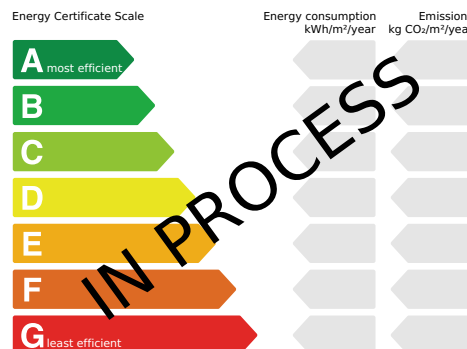 Energy Certificate Scale
Energy consumption
kWh/m²/year
Emission
kg CO₂/m²/year
A most efficient
B
C
D
E
F
G least efficient
IN PROCESS